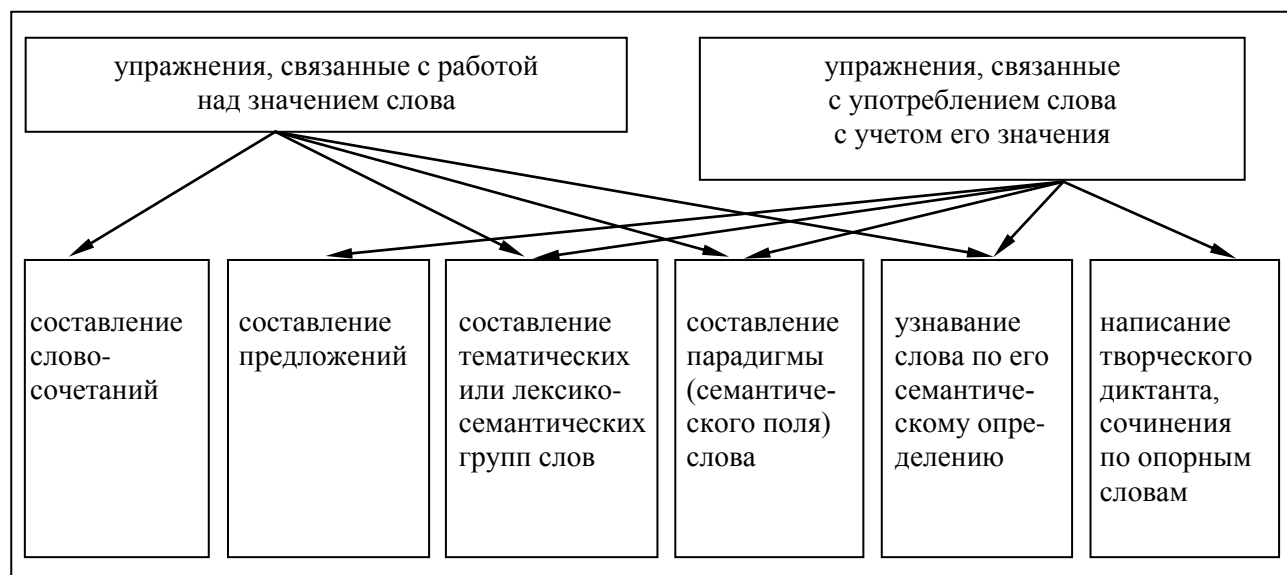 упражнения, связанные с работой
над значением слова
упражнения, связанные
с употреблением слова
с учетом его значения
составление
слово-
сочетаний
составление
предложений
составление
тематических
или лексико-
семантических
групп слов
составление
парадигмы
(семантиче-
ского поля)
слова
узнавание
слова по его
семантиче-
скому опре-
делению
написание
творческого
диктанта,
сочинения
по опорным
словам